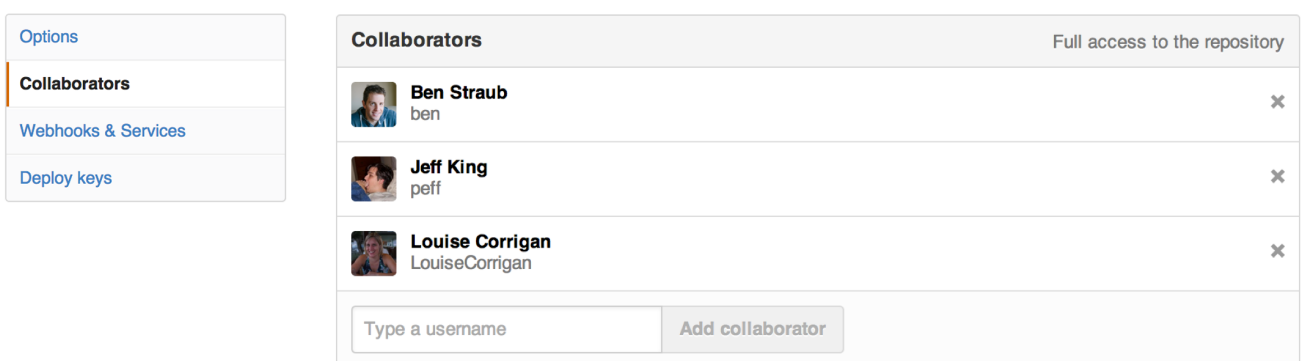 Options
Collaborators
Webhooks & Services
Deploy keys
Collaborators
Full access to the repository
Ben Straub
ben
Jeff King
peff
Louise Corrigan
LouiseCorrigan
Type a username
Add collaborator